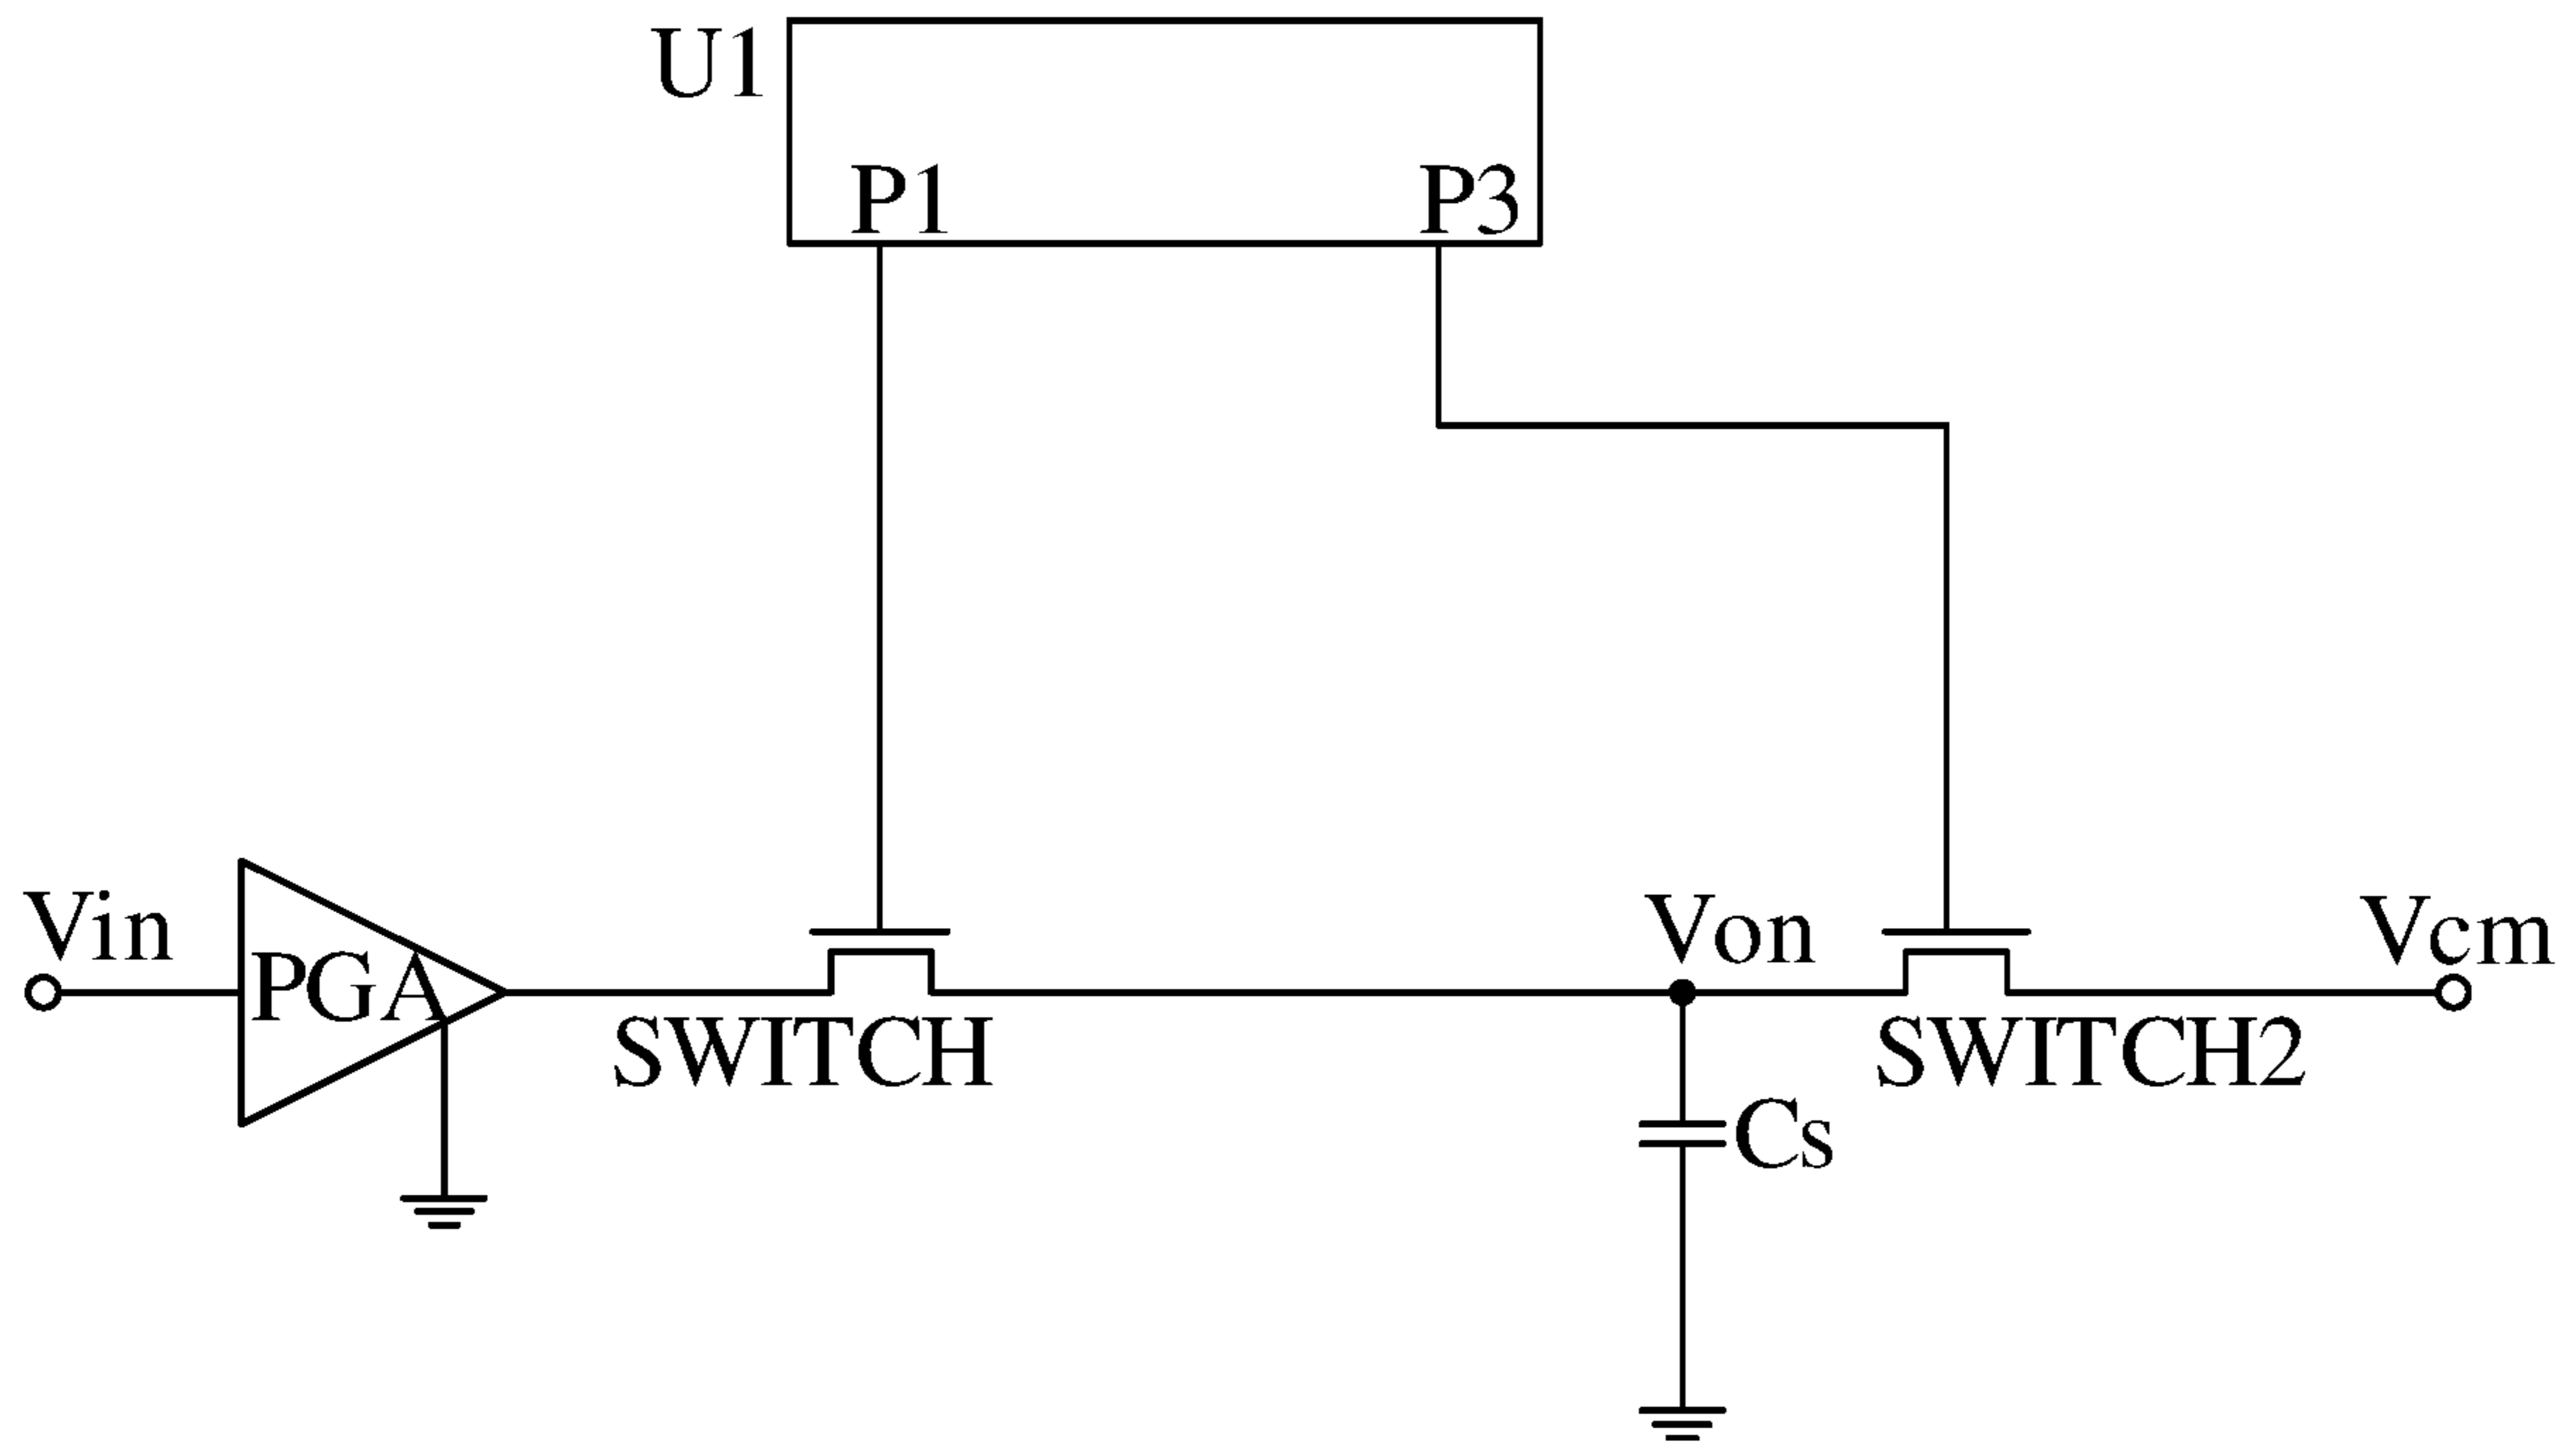 U1
P1 P3
Vin
PGA
Von
Vcm
SWITCH
SWITCH2
Cs